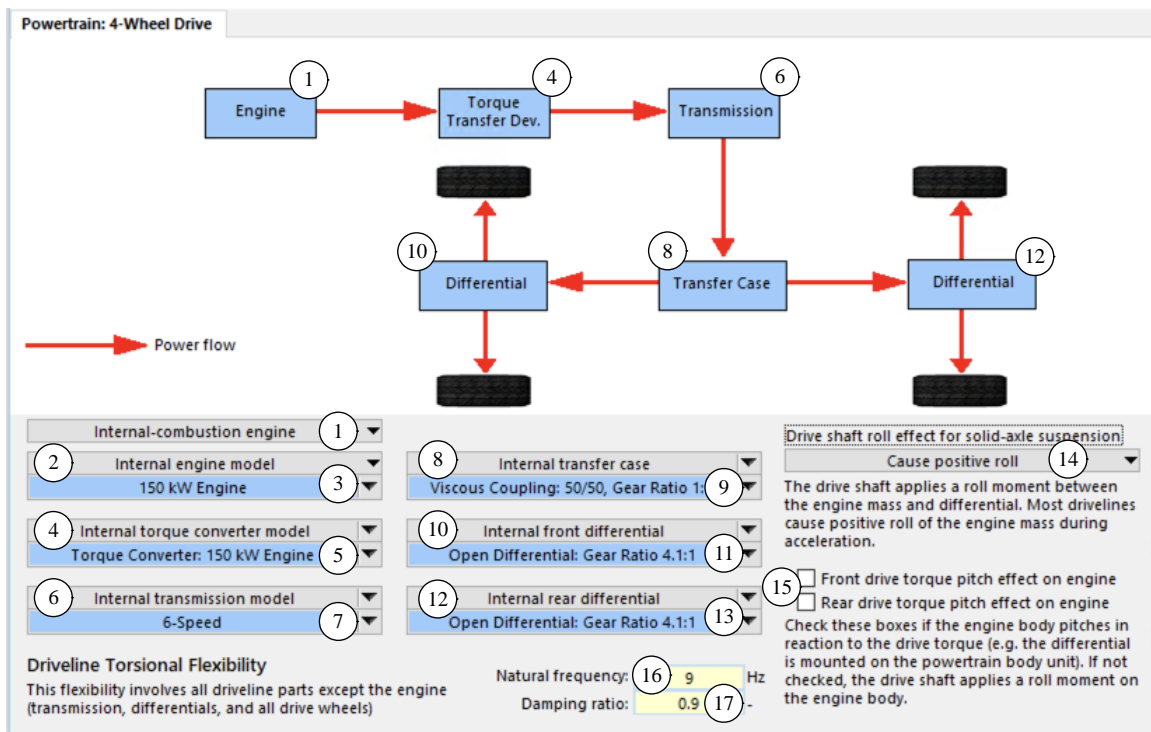 Powertrain: 4-Wheel Drive
1
4
6
Engine
Torque
Transfer Dev.
Transmission
10
8
12
Differential
Transfer Case
Differential
Power flow
Internal-combustion engine 1
2 Internal engine model
150 kW Engine 3
4 Internal torque converter model
Torque Converter: 150 kW Engine 5
6 Internal transmission model
6-Speed 7
8 Internal transfer case
Viscous Coupling: 50/50, Gear Ratio 1: 9
10 Internal front differential
Open Differential: Gear Ratio 4.1:1 11
12 Internal rear differential
Open Differential: Gear Ratio 4.1:1 13
Drive shaft roll effect for solid-axle suspension
Cause positive roll 14
The drive shaft applies a roll moment between
the engine mass and differential. Most drivelines
cause positive roll of the engine mass during
acceleration.
15
Front drive torque pitch effect on engine
Rear drive torque pitch effect on engine
Check these boxes if the engine body pitches in
reaction to the drive torque (e.g. the differential
is mounted on the powertrain body unit). If not
checked, the drive shaft applies a roll moment on
the engine body.
Driveline Torsional Flexibility
This flexibility involves all driveline parts except the engine
(transmission, differentials, and all drive wheels)
Natural frequency: 16 9 Hz
Damping ratio: 0.9 17 -